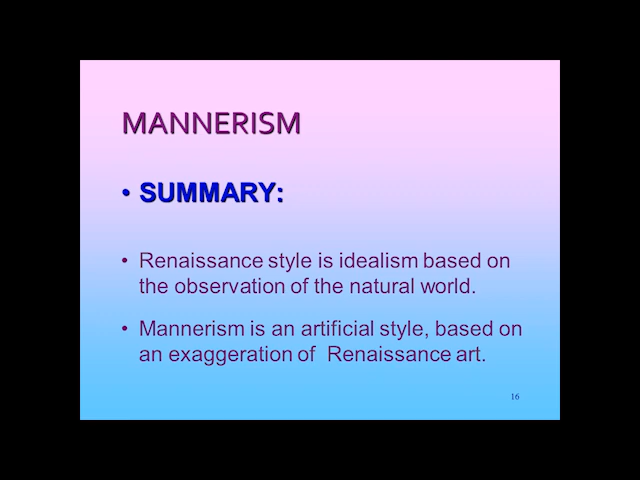 MANNERISM
• SUMMARY:
• Renaissance style is idealism based on
the observation of the natural world.
• Mannerism is an artificial style, based on
an exaggeration of  Renaissance art.
16